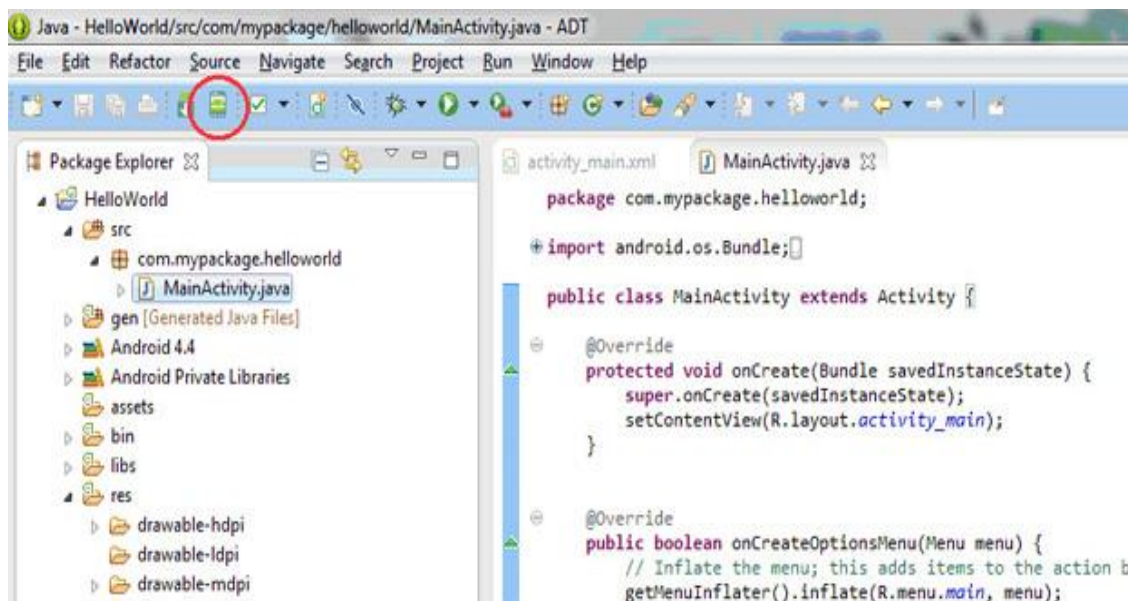 Java - HelloWorld/src/com/mypackage/helloworld/MainActivity.java - ADT
File Edit Refactor Source Navigate Search Project Run Window Help
Package Explorer
HelloWorld
src
com.mypackage.helloworld
MainActivity.java
gen [Generated Java Files]
Android 4.4
Android Private Libraries
assets
bin
libs
res
drawable-hdpi
drawable-ldpi
drawable-mdpi
activity_main.xml MainActivity.java
package com.mypackage.helloworld;
import android.os.Bundle;
public class MainActivity extends Activity {
@Override
protected void onCreate(Bundle savedInstanceState) {
super.onCreate(savedInstanceState);
setContentView(R.layout.activity_main);
}
@Override
public boolean onCreateOptionsMenu(Menu menu) {
// Inflate the menu; this adds items to the action b
getMenuInflater().inflate(R.menu.main, menu);